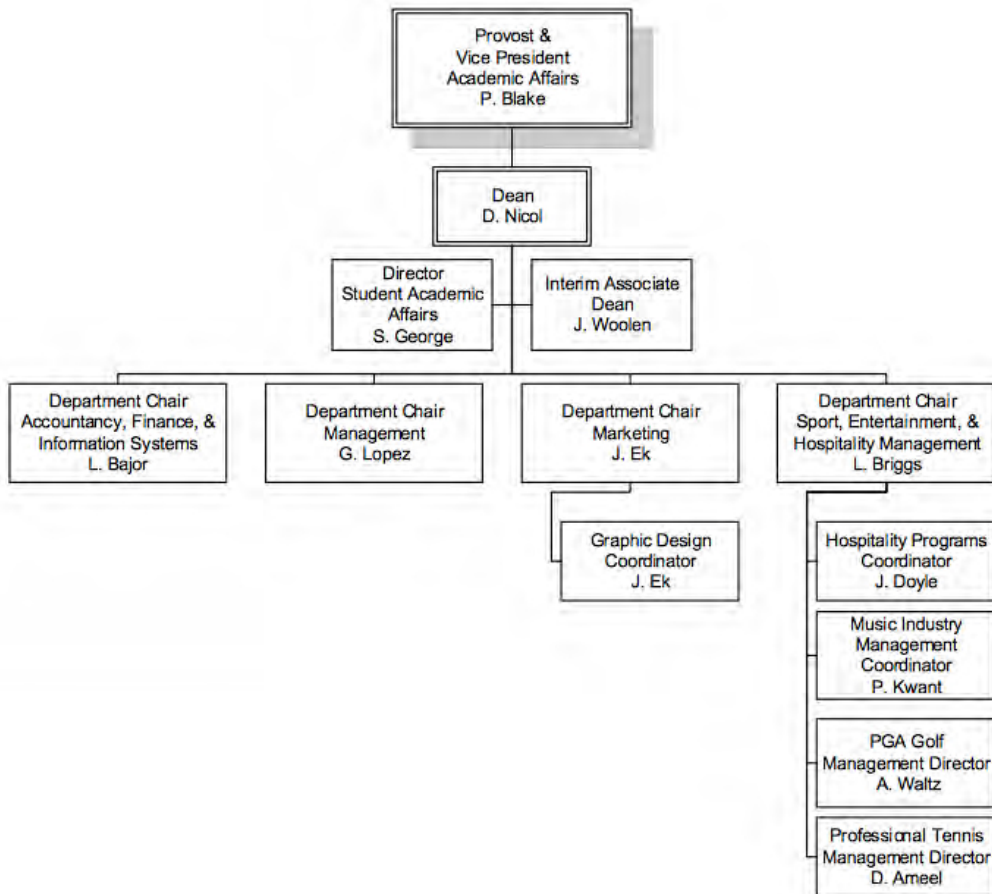 Provost &
Vice President
Academic Affairs
P. Blake
Dean
D. Nicol
Director
Student Academic
Affairs
S. George
Interim Associate
Dean
J. Woolen
Department Chair
Accountancy, Finance, &
Information Systems
L. Bajor
Department Chair
Management
G. Lopez
Department Chair
Marketing
J. Ek
Department Chair
Sport, Entertainment, &
Hospitality Management
L. Briggs
Graphic Design
Coordinator
J. Ek
Hospitality Programs
Coordinator
J. Doyle
Music Industry
Management
Coordinator
P. Kwant
PGA Golf
Management Director
A. Waltz
Professional Tennis
Management Director
D. Ameel